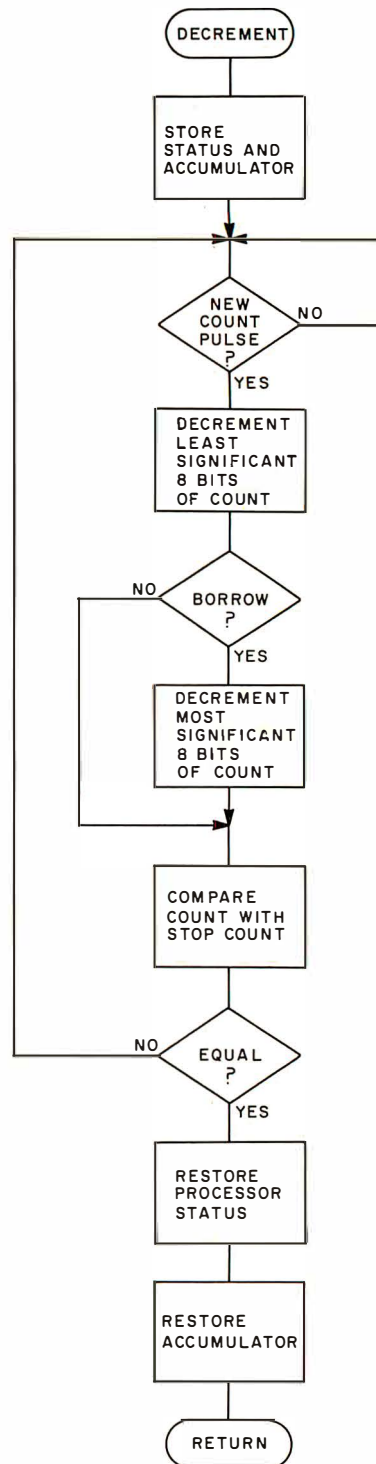 DECREMENT
STORE
STATUS AND
ACCUMULATOR
NEW
COUNT
PULSE
?
NO
YES
DECREMENT
LEAST
SIGNIFICANT
8 BITS
OF COUNT
NO
BORROW
?
YES
DECREMENT
MOST
SIGNIFICANT
8 BITS
OF COUNT
COMPARE
COUNT WITH
STOP COUNT
NO
EQUAL
?
YES
RESTORE
PROCESSOR
STATUS
RESTORE
ACCUMULATOR
RETURN